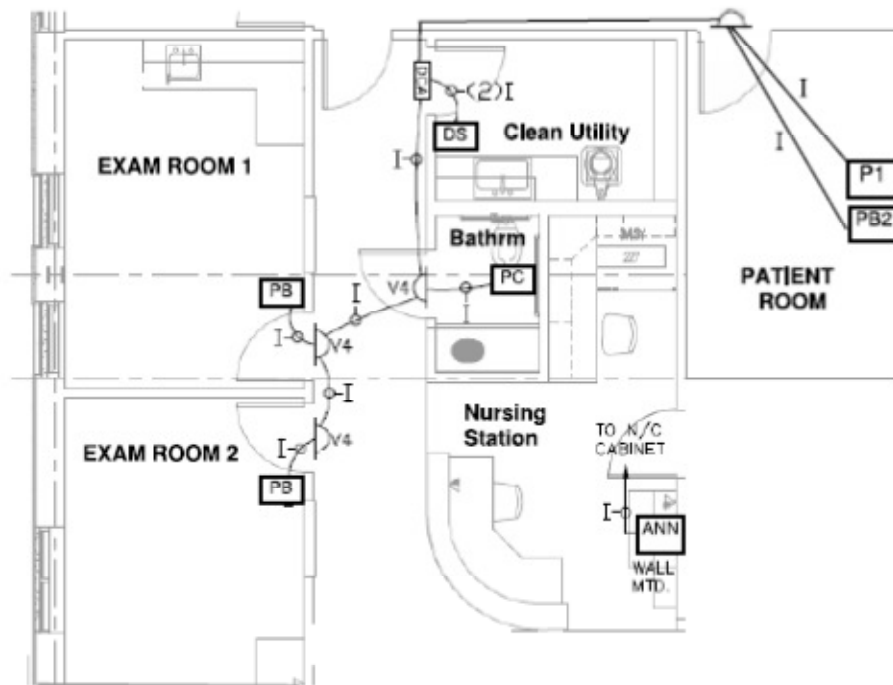 DCA
(2)I
DS
Clean Utility
EXAM ROOM 1
I
I
I
P1
PB2
Bathrm
PATIENT
ROOM
PB
V4
PC
I
I
I
V4
I
Nursing
Station
TO N/C
CABINET
EXAM ROOM 2
I
V4
PB
I
ANN
WALL
MTD.